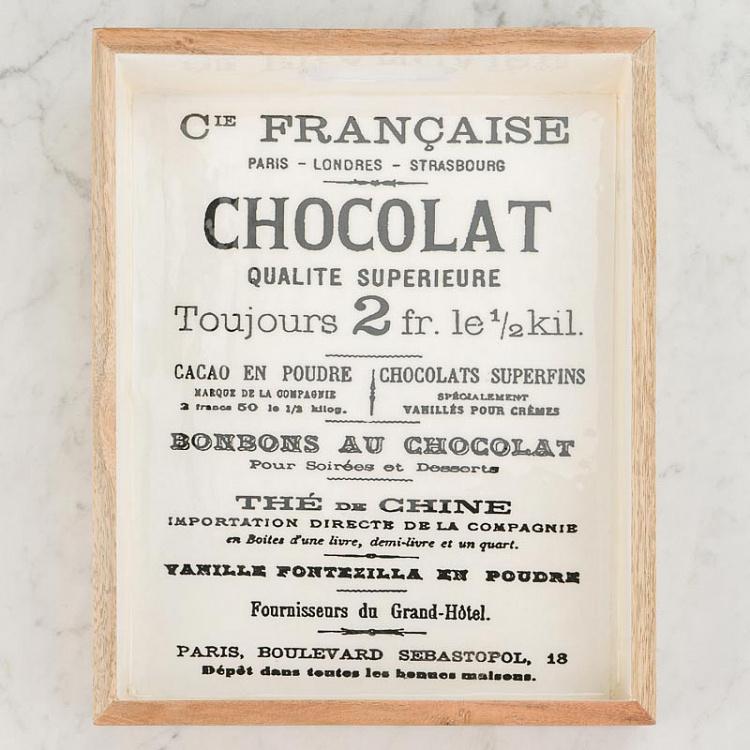 CIE FRANÇAISE
PARIS – LONDRES – STRASBOURG
CHOCOLAT
QUALITE SUPERIEURE
Toujours 2 fr. le 1/2 kil.
CACAO EN POUDRE
MARQUE DE LA COMPAGNIE
2 francs 50 le 1/2 kilog.
CHOCOLATS SUPERFINS
SPÉCIALEMENT
VANILLÉS POUR CRÈMES
BONBONS AU CHOCOLAT
Pour Soirées et Desserts
THÉ DE CHINE
IMPORTATION DIRECTE DE LA COMPAGNIE
en Boites d'une livre, demi-livre et un quart.
VANILLE FONTEZILLA EN POUDRE
Fournisseurs du Grand-Hôtel.
PARIS, BOULEVARD SEBASTOPOL, 18
Dépôt dans toutes les bonnes maisons.